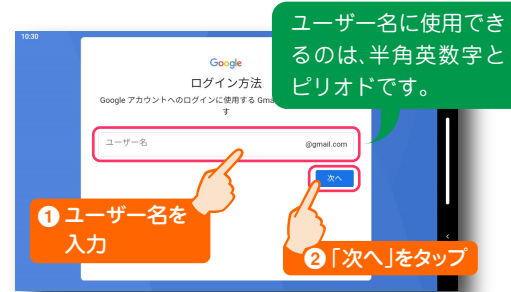 ユーザー名に使用でき
るのは、半角英数字と
ピリオドです。
10:30
Google
ログイン方法
Google アカウントへのログインに使用する Gma
す
ユーザー名
@gmail.com
次へ
1 ユーザー名を
入力
2 「次へ」をタップ